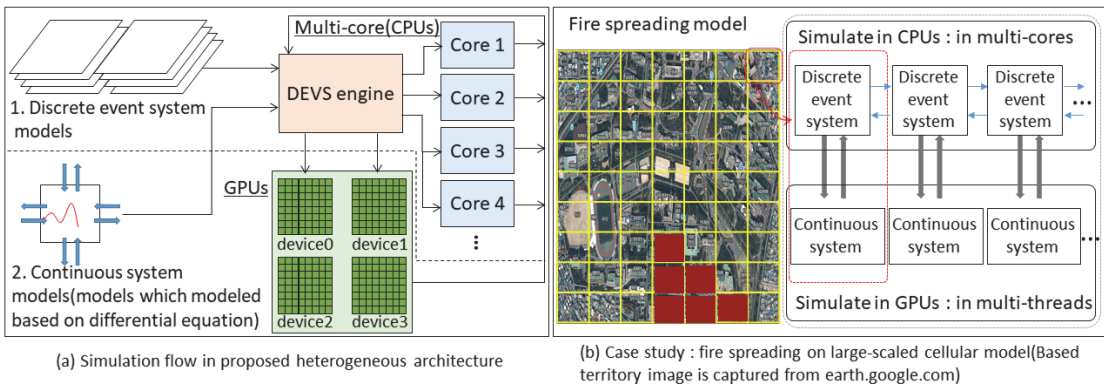 Multi-core(CPUs)
DEVS engine
Core 1
Core 2
Core 3
Core 4
1. Discrete event system
models
GPUs
device0
device1
device2
device3
2. Continuous system
models(models which modeled
based on differential equation)
(a) Simulation flow in proposed heterogeneous architecture
Fire spreading model
Simulate in CPUs : in multi-cores
Discrete
event
system
Discrete
event
system
Discrete
event
system
...
Continuous
system
Continuous
system
Continuous
system
...
Simulate in GPUs : in multi-threads
(b) Case study : fire spreading on large-scaled cellular model(Based
territory image is captured from earth.google.com)